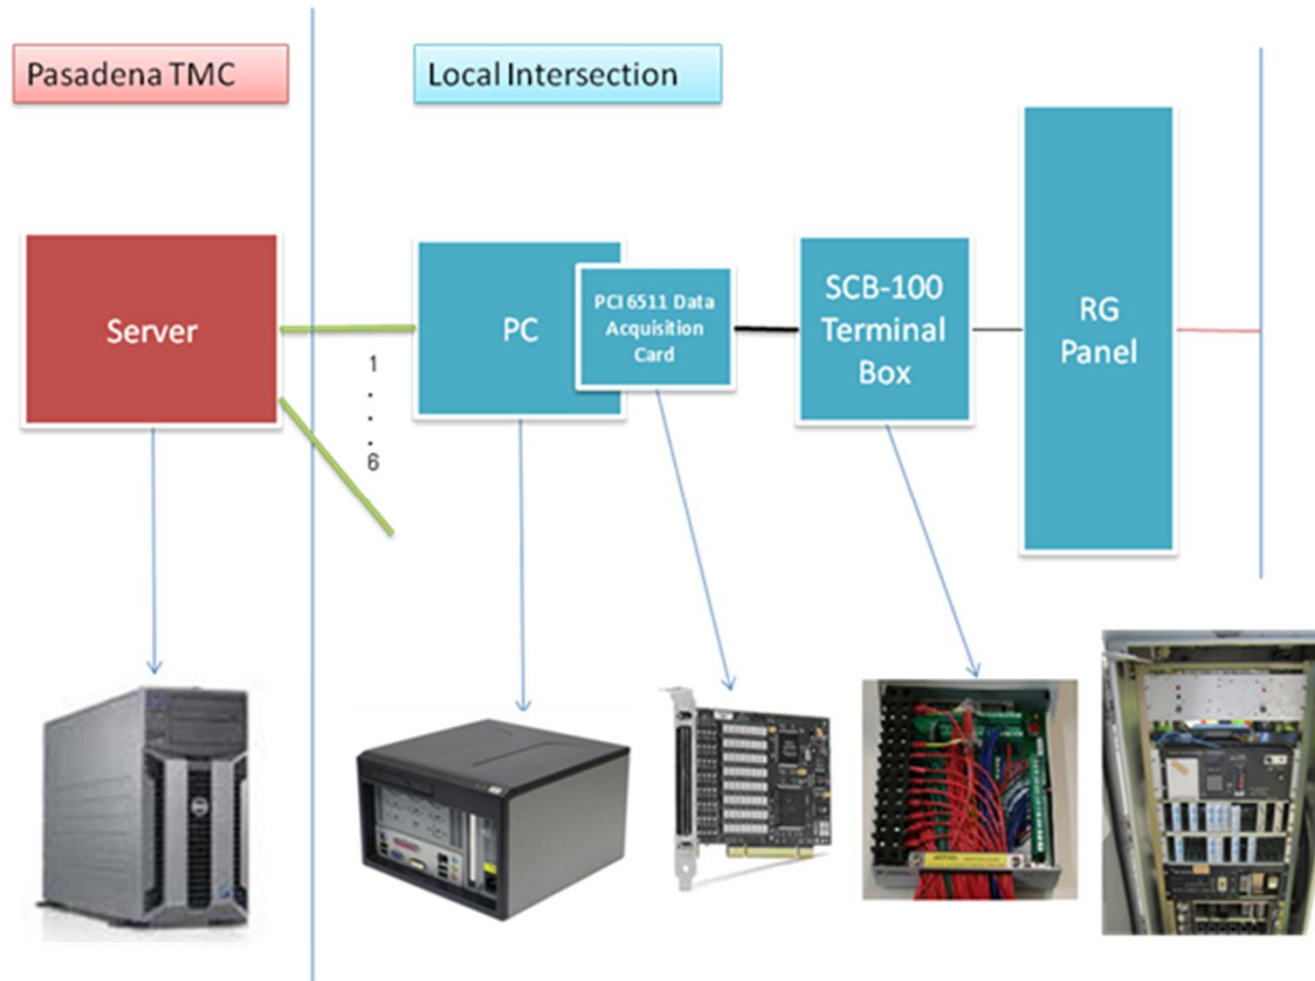 Pasadena TMC
Local Intersection
Server
1
.
.
.
6
PC
PCI 6511 Data
Acquisition
Card
SCB-100
Terminal
Box
RG
Panel